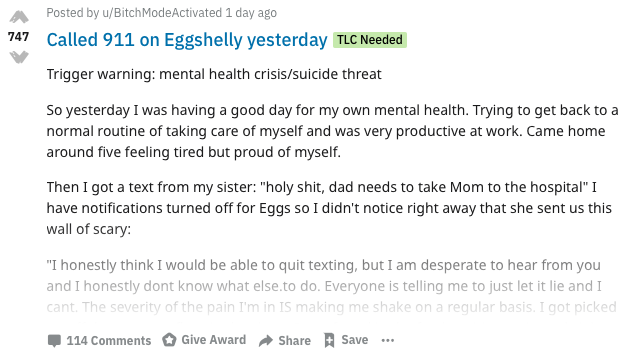 Posted by u/BitchModeActivated 1 day ago
747
Called 911 on Eggshelly yesterday TLC Needed
Trigger warning: mental health crisis/suicide threat
So yesterday I was having a good day for my own mental health. Trying to get back to a
normal routine of taking care of myself and was very productive at work. Came home
around five feeling tired but proud of myself.
Then I got a text from my sister: "holy shit, dad needs to take Mom to the hospital" I
have notifications turned off for Eggs so I didn't notice right away that she sent us this
wall of scary:
"I honestly think I would be able to quit texting, but I am desperate to hear from you
and I honestly dont know what else.to do. Everyone is telling me to just let it lie and I
cant. The severity of the pain I'm in IS making me shake on a regular basis. I got picked
114 Comments Give Award Share Save